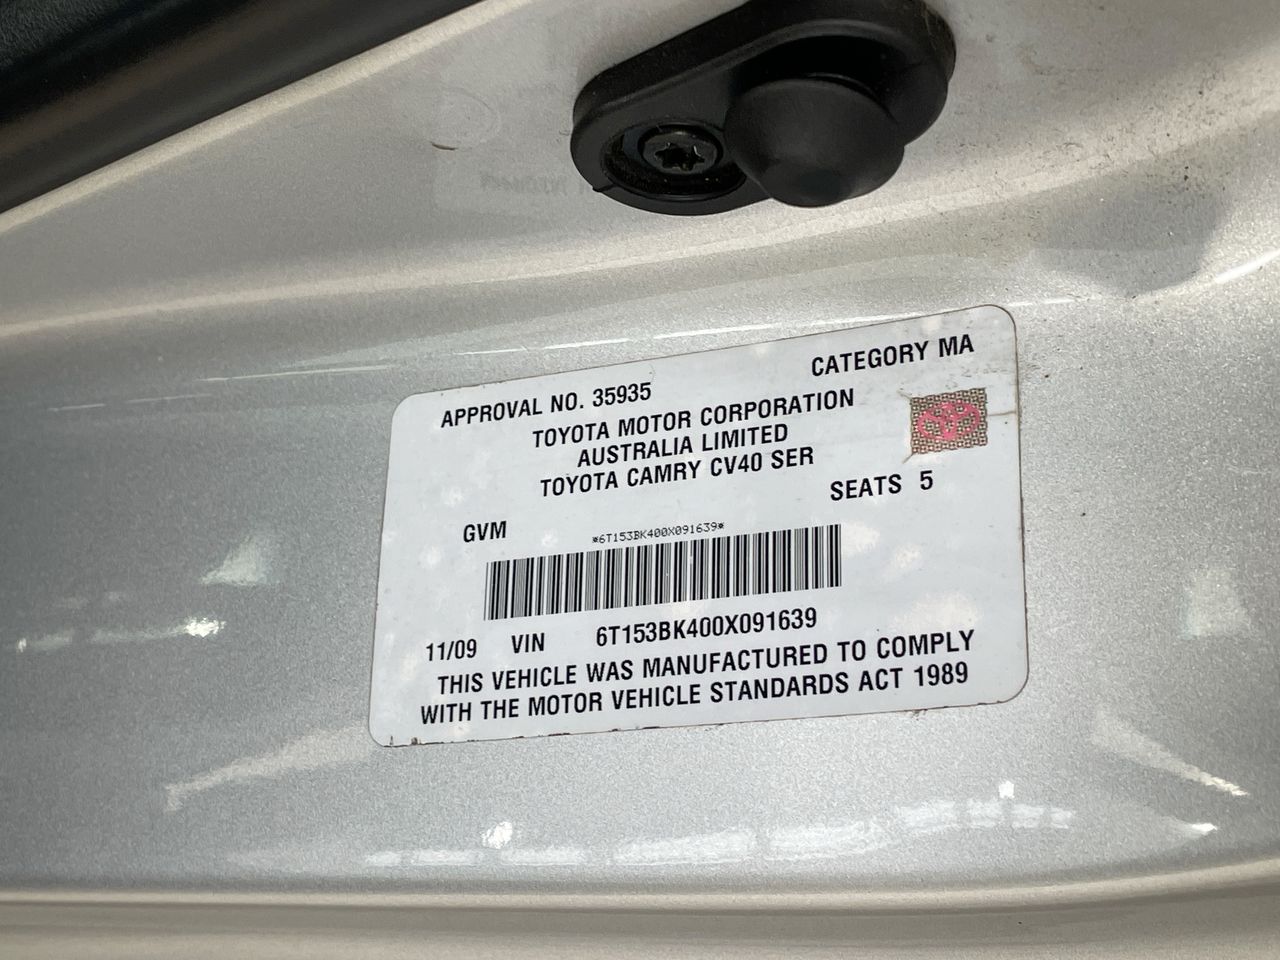 CATEGORY MA
APPROVAL NO. 35935
TOYOTA MOTOR CORPORATION
AUSTRALIA LIMITED
TOYOTA CAMRY CV40 SER
SEATS 5
GVM
*6T153BK400X091639*
11/09 VIN 6T153BK400X091639
THIS VEHICLE WAS MANUFACTURED TO COMPLY
WITH THE MOTOR VEHICLE STANDARDS ACT 1989